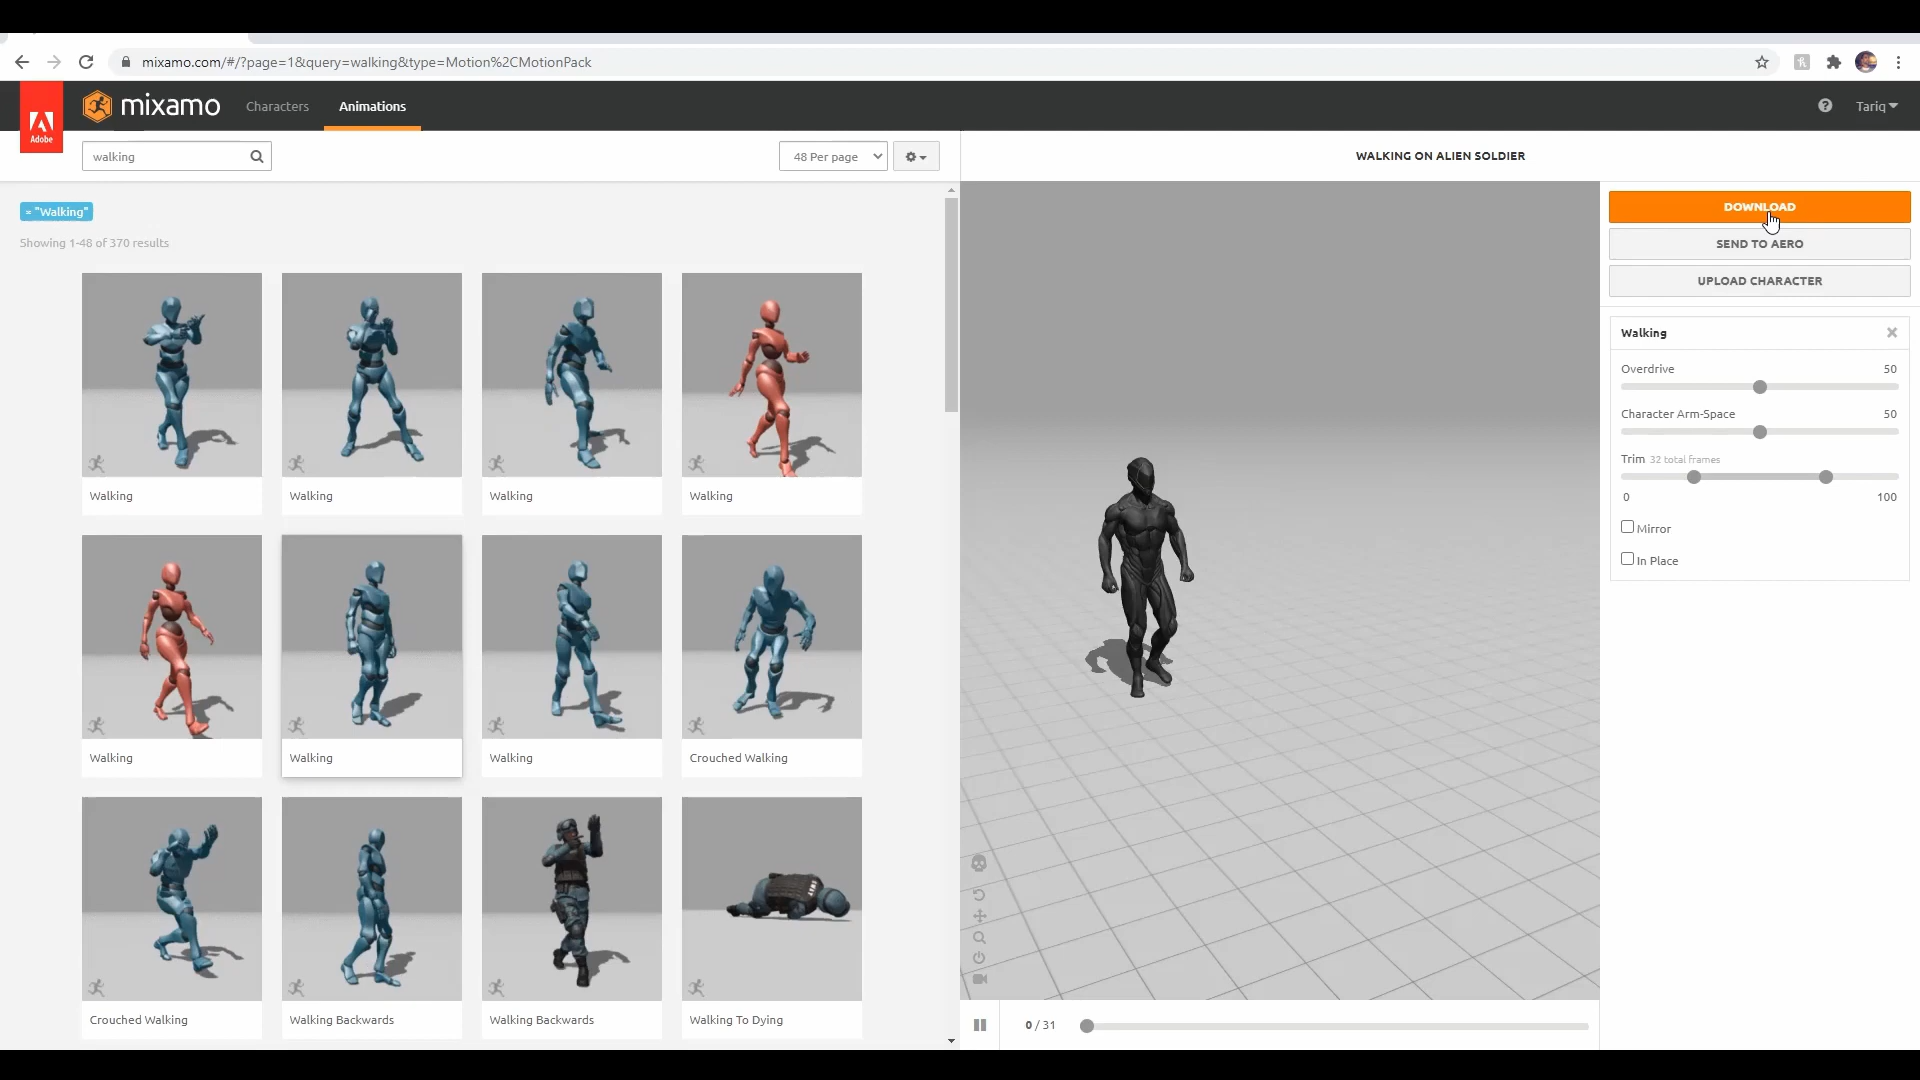 mixamo.com/#/?page=1&query=walking&type=Motion%2CMotionPack
Adobe
mixamo
Characters
Animations
Tariq
walking
48 Per page
WALKING ON ALIEN SOLDIER
× "Walking"
Showing 1-48 of 370 results
DOWNLOAD
SEND TO AERO
UPLOAD CHARACTER
Walking
Overdrive 50
Character Arm-Space 50
Trim 32 total frames
0 100
Mirror
In Place
Walking
Walking
Walking
Walking
Walking
Walking
Walking
Crouched Walking
Crouched Walking
Walking Backwards
Walking Backwards
Walking To Dying
0 / 31